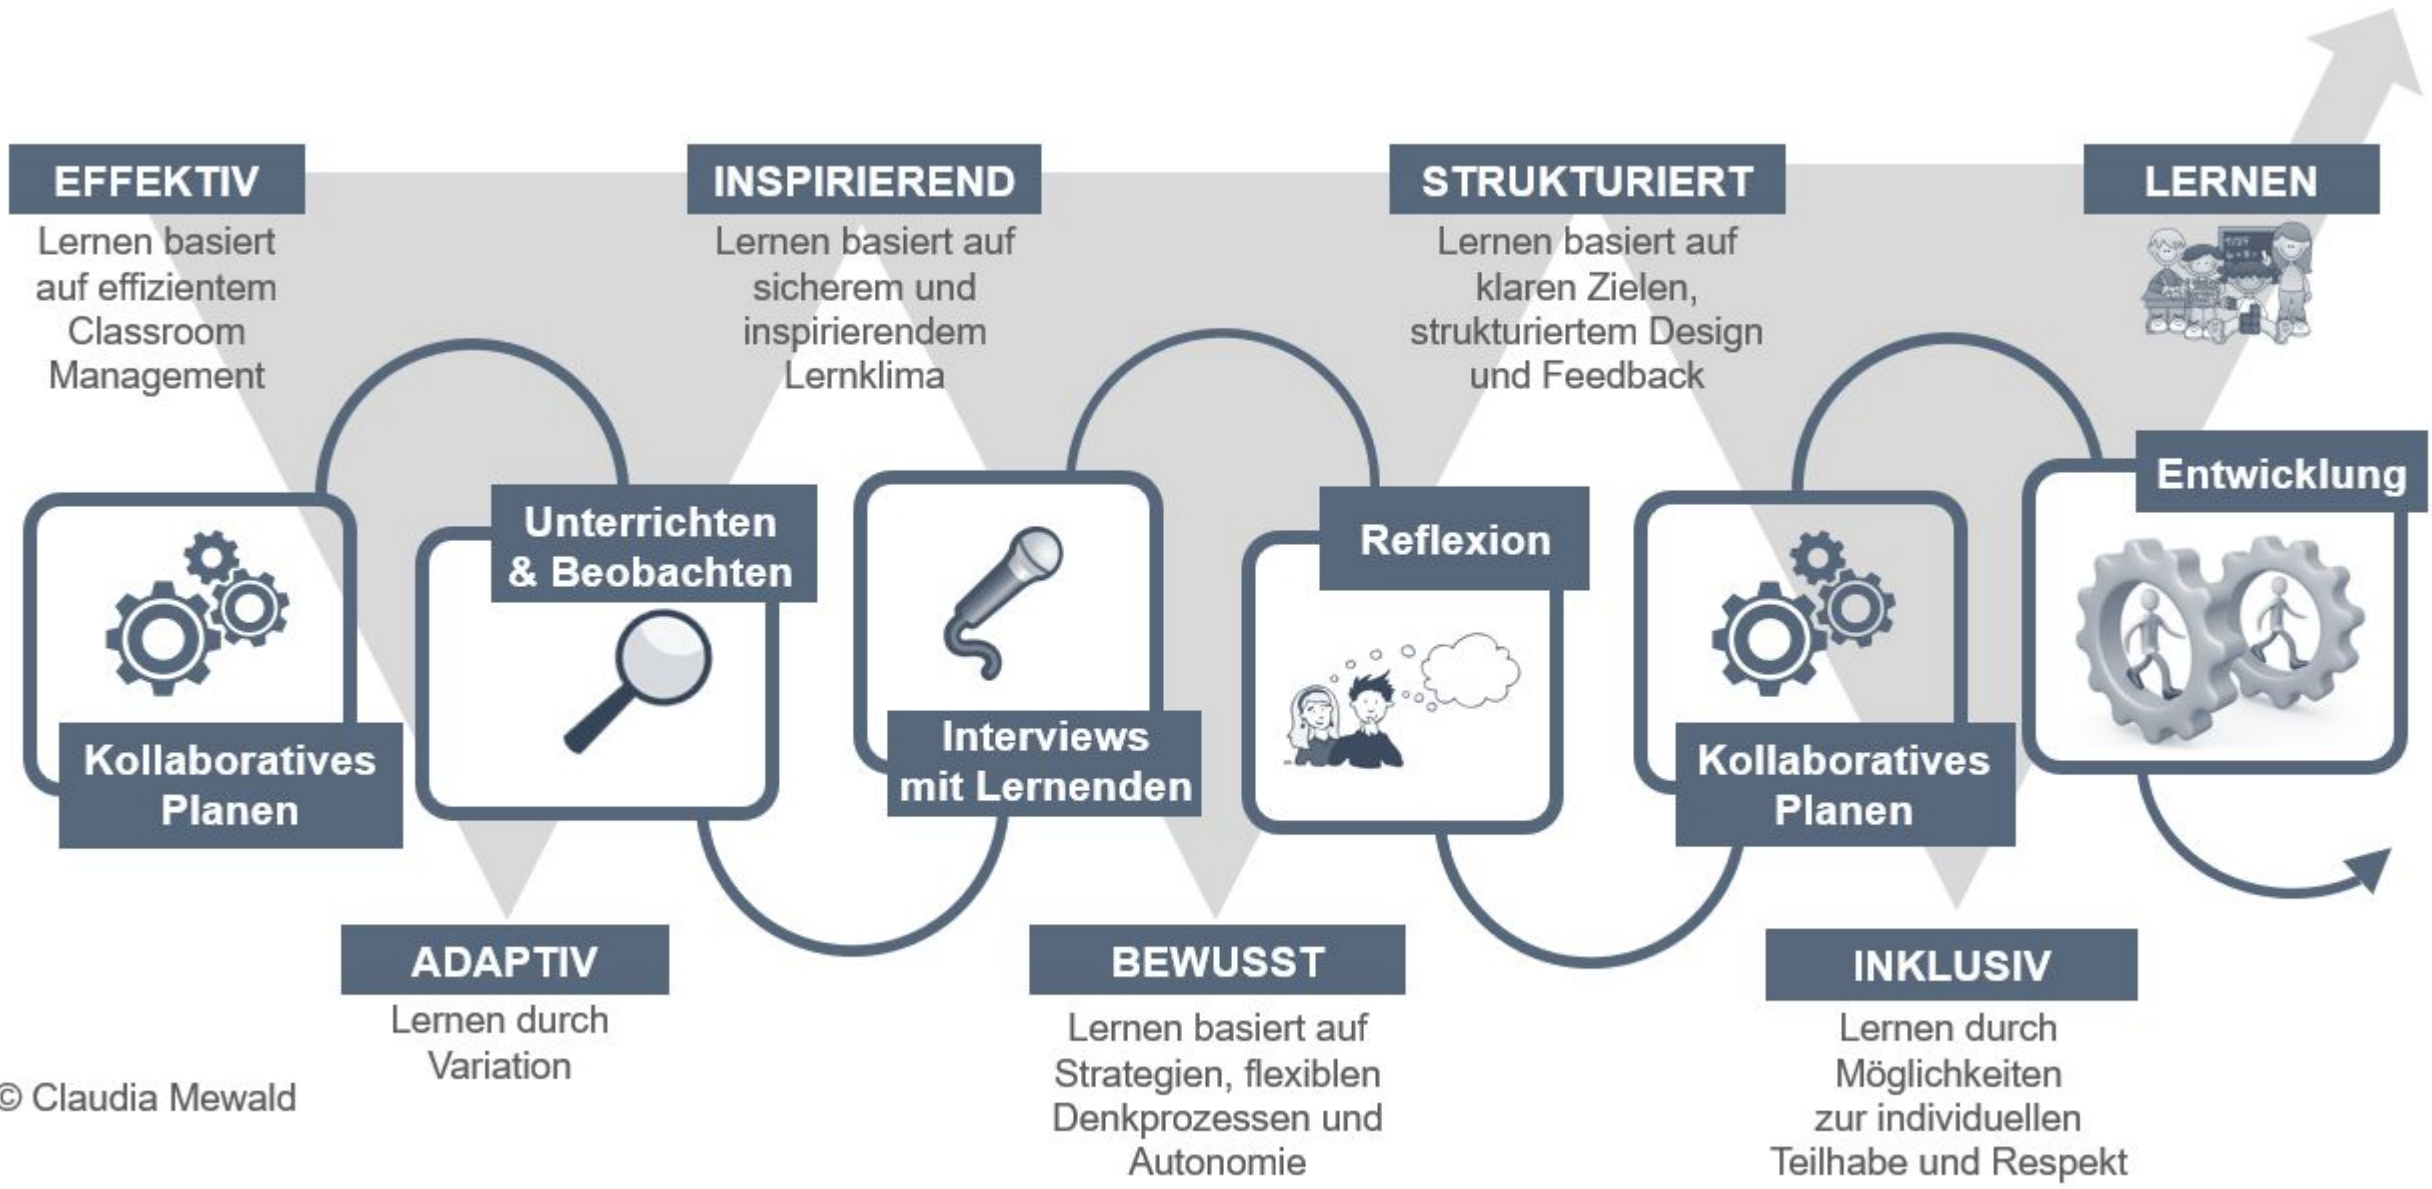 EFFEKTIV
Lernen basiert
auf effizientem
Classroom
Management
INSPIRIEREND
Lernen basiert auf
sicherem und
inspirierendem
Lernklima
STRUKTURIERT
Lernen basiert auf
klaren Zielen,
strukturiertem Design
und Feedback
LERNEN
Kollaboratives
Planen
Unterrichten
& Beobachten
Interviews
mit Lernenden
Reflexion
Kollaboratives
Planen
Entwicklung
ADAPTIV
Lernen durch
Variation
BEWUSST
Lernen basiert auf
Strategien, flexiblen
Denkprozessen und
Autonomie
INKLUSIV
Lernen durch
Möglichkeiten
zur individuellen
Teilhabe und Respekt
© Claudia Mewald